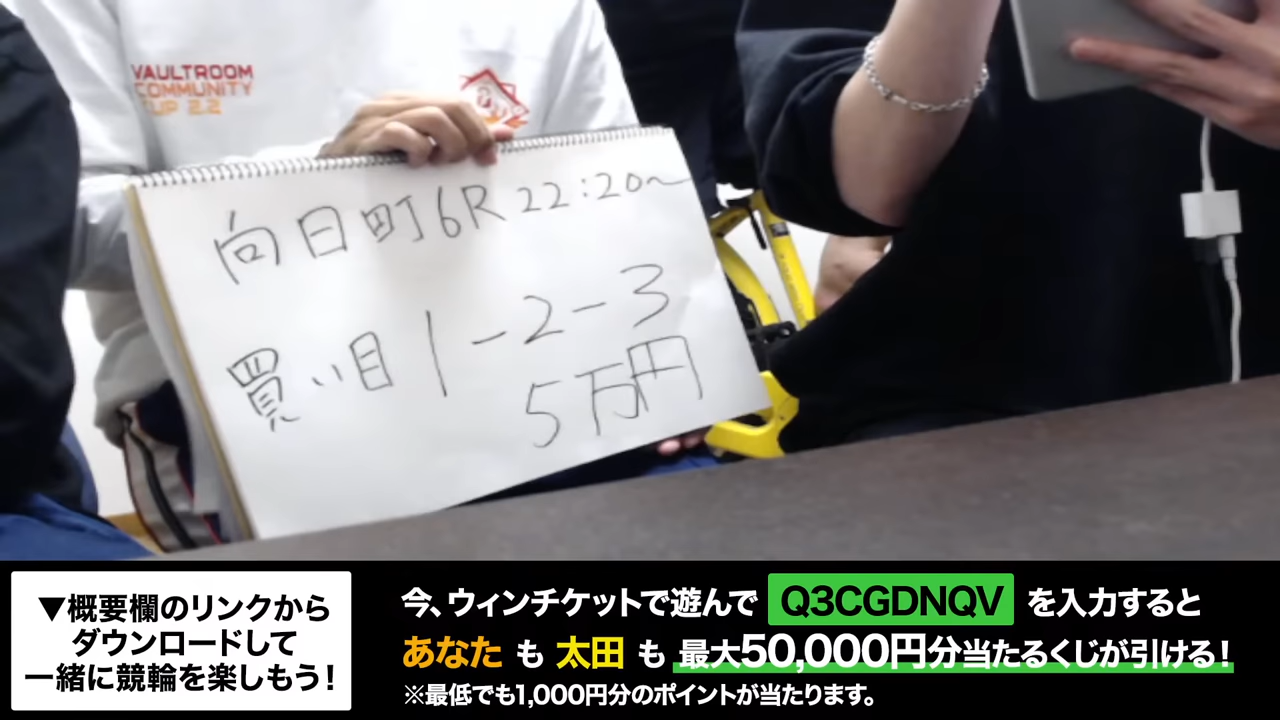 VAULTROOM
COMMUNITY
CUP 2.2
向日町6R 22:20～
買い目 1-2-3
5万円
▼概要欄のリンクから
ダウンロードして
一緒に競輪を楽しもう!
今、ウィンチケットで遊んで Q3CGDNQV を入力すると
あなた も 太田 も 最大50,000円分当たるくじが引ける!
※最低でも1,000円分のポイントが当たります。